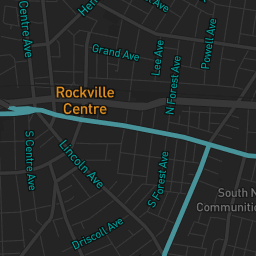 Centre Ave
Grand Ave
Lee Ave
N Forest Ave
Powell Ave
Rockville
Centre
S Centre Ave
Lincoln Ave
S Forest Ave
Driscoll Ave
South
Communitie